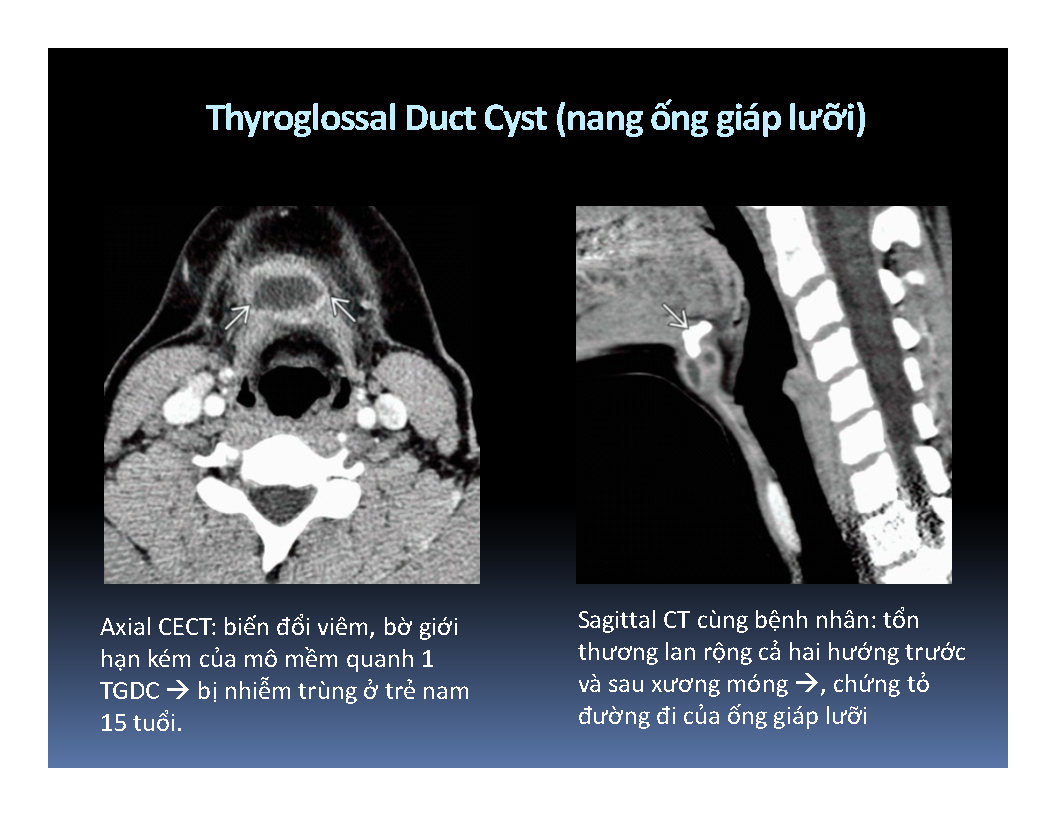 Thyroglossal Duct Cyst (nang ống giáp lưỡi)
Axial CECT: biến đổi viêm, bờ giới
hạn kém của mô mềm quanh 1
TGDC → bị nhiễm trùng ở trẻ nam
15 tuổi.
Sagittal CT cùng bệnh nhân: tổn
thương lan rộng cả hai hướng trước
và sau xương móng →, chứng tỏ
đường đi của ống giáp lưỡi